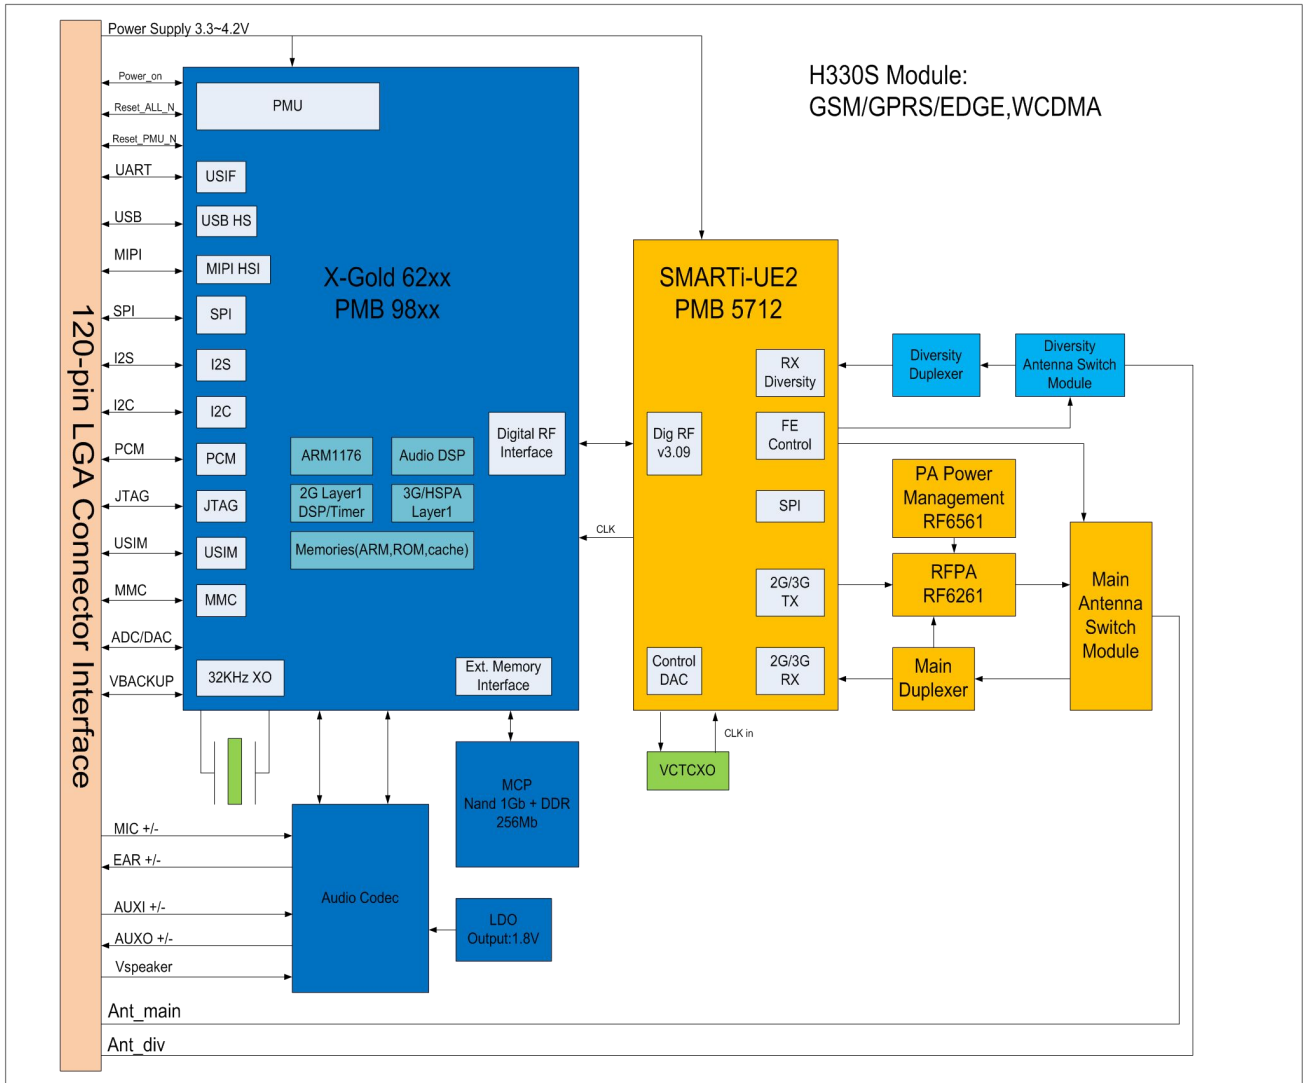 Power Supply 3.3~4.2V
H330S Module:
GSM/GPRS/EDGE,WCDMA
120-pin LGA Connector Interface
Power_on
Reset_ALL_N
Reset_PMU_N
UART
USB
MIPI
SPI
I2S
I2C
PCM
JTAG
USIM
MMC
ADC/DAC
VBACKUP
PMU
USIF
USB HS
MIPI HSI
SPI
I2S
I2C
PCM
JTAG
USIM
MMC
32KHz XO
X-Gold 62xx
PMB 98xx
ARM1176
Audio DSP
2G Layer1
DSP/Timer
3G/HSPA
Layer1
Memories(ARM,ROM,cache)
Digital RF
Interface
Ext. Memory
Interface
CLK
SMARTi-UE2
PMB 5712
RX
Diversity
Dig RF
v3.09
FE
Control
SPI
2G/3G
TX
Control
DAC
2G/3G
RX
CLK in
VCTCXO
Diversity
Duplexer
Diversity
Antenna Switch
Module
PA Power
Management
RF6561
RFPA
RF6261
Main
Duplexer
Main
Antenna
Switch
Module
MCP
Nand 1Gb + DDR
256Mb
Audio Codec
LDO
Output:1.8V
MIC +/-
EAR +/-
AUXI +/-
AUXO +/-
Vspeaker
Ant_main
Ant_div